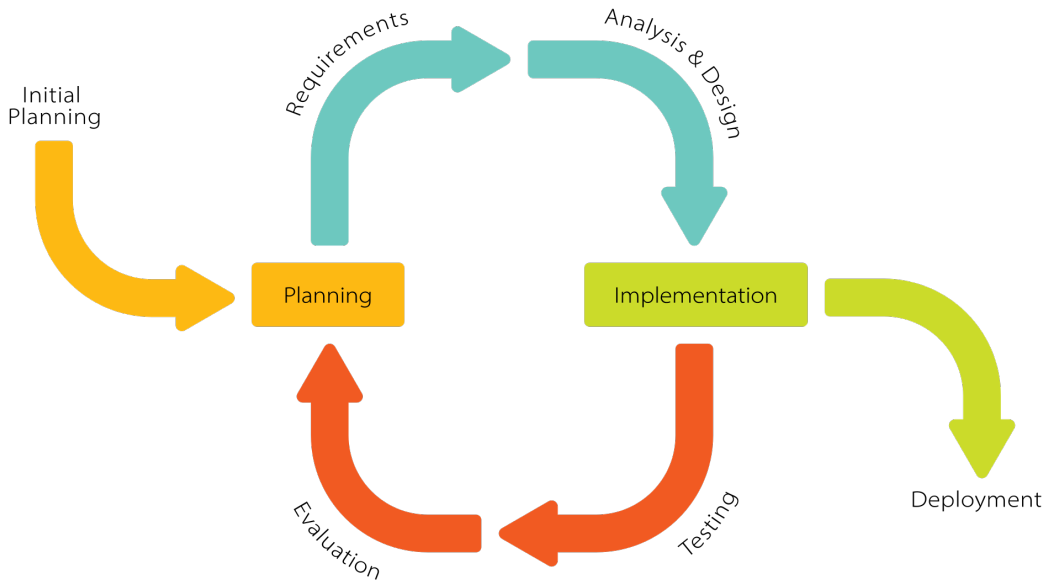 Initial
Planning
Requirements
Analysis & Design
Planning
Implementation
Evaluation
Testing
Deployment